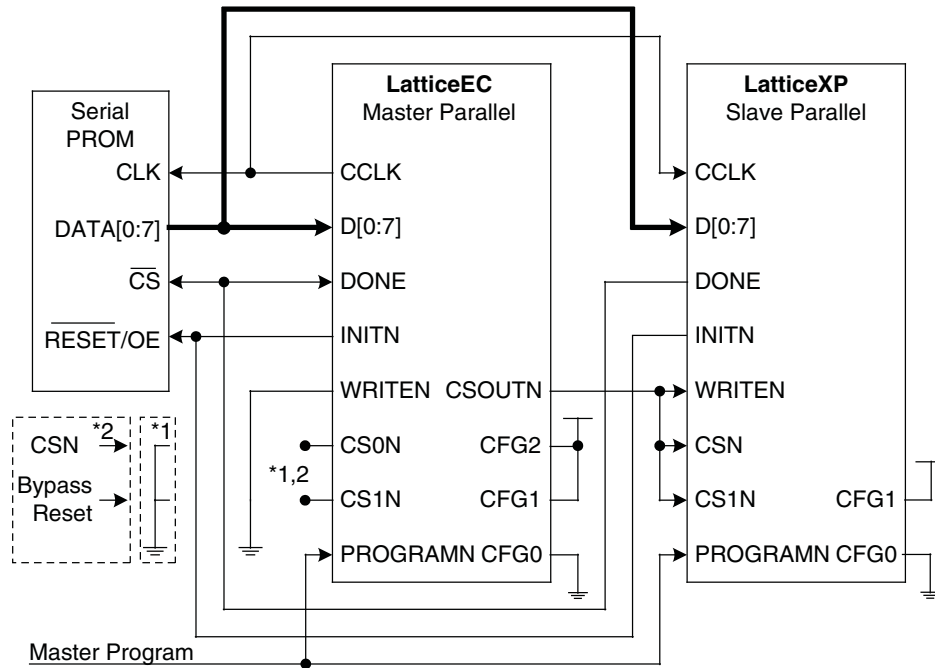 Serial
PROM
CLK
DATA[0:7]
CS
RESET/OE
CSN
*2
*1
Bypass
Reset
Master Program
LatticeEC
Master Parallel
CCLK
D[0:7]
DONE
INITN
WRITEN CSOUTN
CS0N CFG2
*1,2
CS1N CFG1
PROGRAMN CFG0
LatticeXP
Slave Parallel
CCLK
D[0:7]
DONE
INITN
WRITEN
CSN
CS1N CFG1
PROGRAMN CFG0